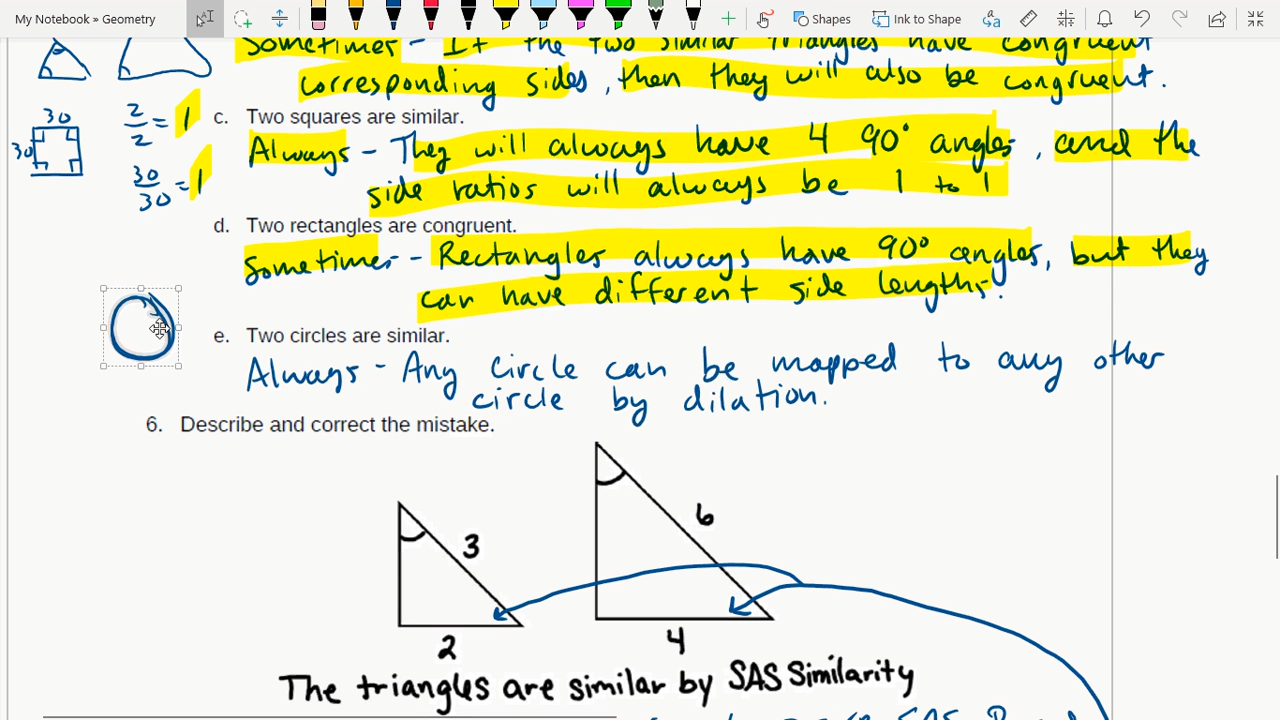 My Notebook » Geometry
Shapes
Ink to Shape
Sometimes - If the two similar triangles have congruent
corresponding sides, then they will also be congruent.
30
30
2/2 = 1
30/30 = 1
c. Two squares are similar.
Always - They will always have 4 90° angles, and the
side ratios will always be 1 to 1
d. Two rectangles are congruent.
Sometimes - Rectangles always have 90° angles, but they
can have different side lengths.
e. Two circles are similar.
Always - Any circle can be mapped to any other
circle by dilation.
6. Describe and correct the mistake.
3
6
2
4
The triangles are similar by SAS Similarity